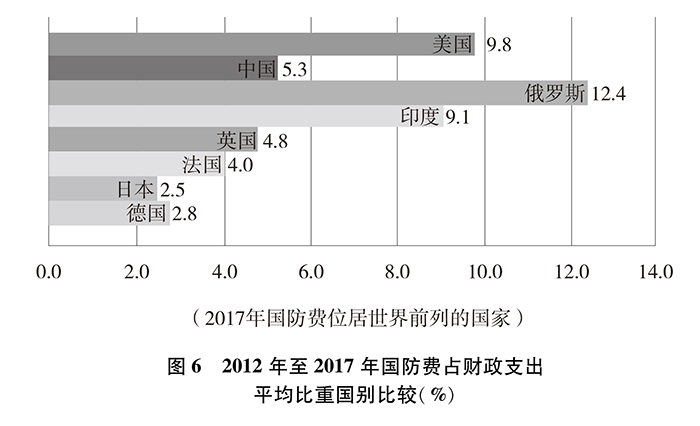 美国 9.8
中国 5.3
俄罗斯 12.4
印度 9.1
英国 4.8
法国 4.0
日本 2.5
德国 2.8
0.0 2.0 4.0 6.0 8.0 10.0 12.0 14.0
（2017年国防费位居世界前列的国家）
图 6 2012 年至 2017 年国防费占财政支出
平均比重国别比较(%)